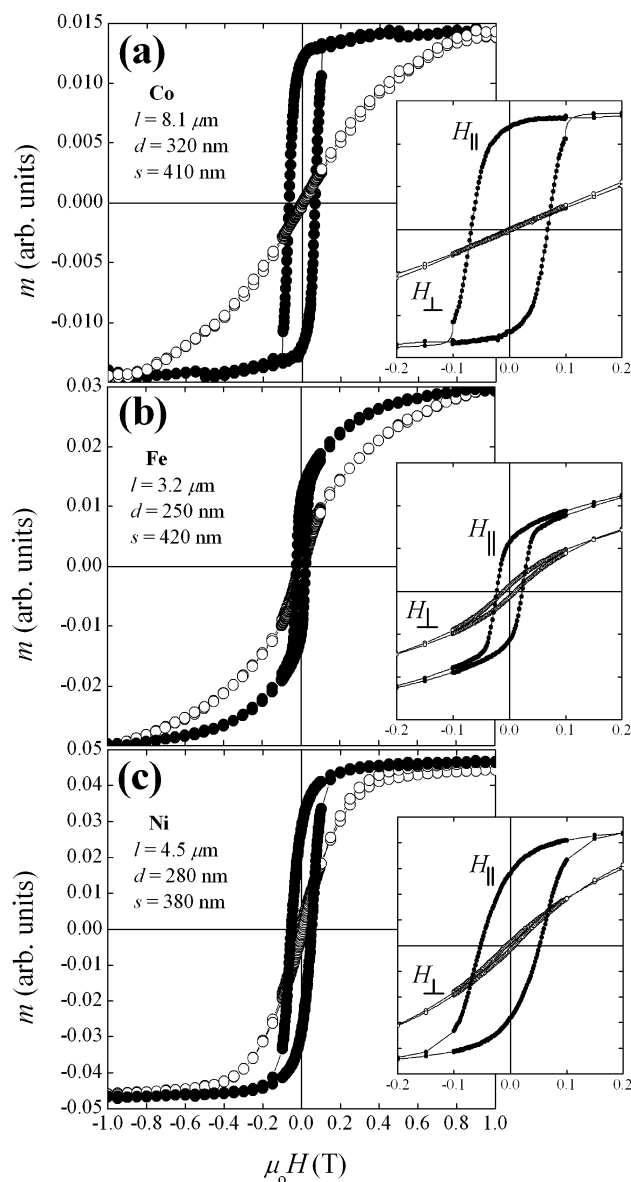 (a)
Co
l = 8.1 μm
d = 320 nm
s = 410 nm
m (arb. units)
0.015
0.010
0.005
0.000
-0.005
-0.010
H∥
H⊥
-0.2 -0.1 0.0 0.1 0.2
(b)
Fe
l = 3.2 μm
d = 250 nm
s = 420 nm
m (arb. units)
0.03
0.02
0.01
0.00
-0.01
-0.02
H∥
H⊥
-0.2 -0.1 0.0 0.1 0.2
(c)
Ni
l = 4.5 μm
d = 280 nm
s = 380 nm
m (arb. units)
0.05
0.04
0.03
0.02
0.01
0.00
-0.01
-0.02
-0.03
-0.04
-0.05
H∥
H⊥
-0.2 -0.1 0.0 0.1 0.2
-1.0 -0.8 -0.6 -0.4 -0.2 0.0 0.2 0.4 0.6 0.8 1.0
μoH (T)